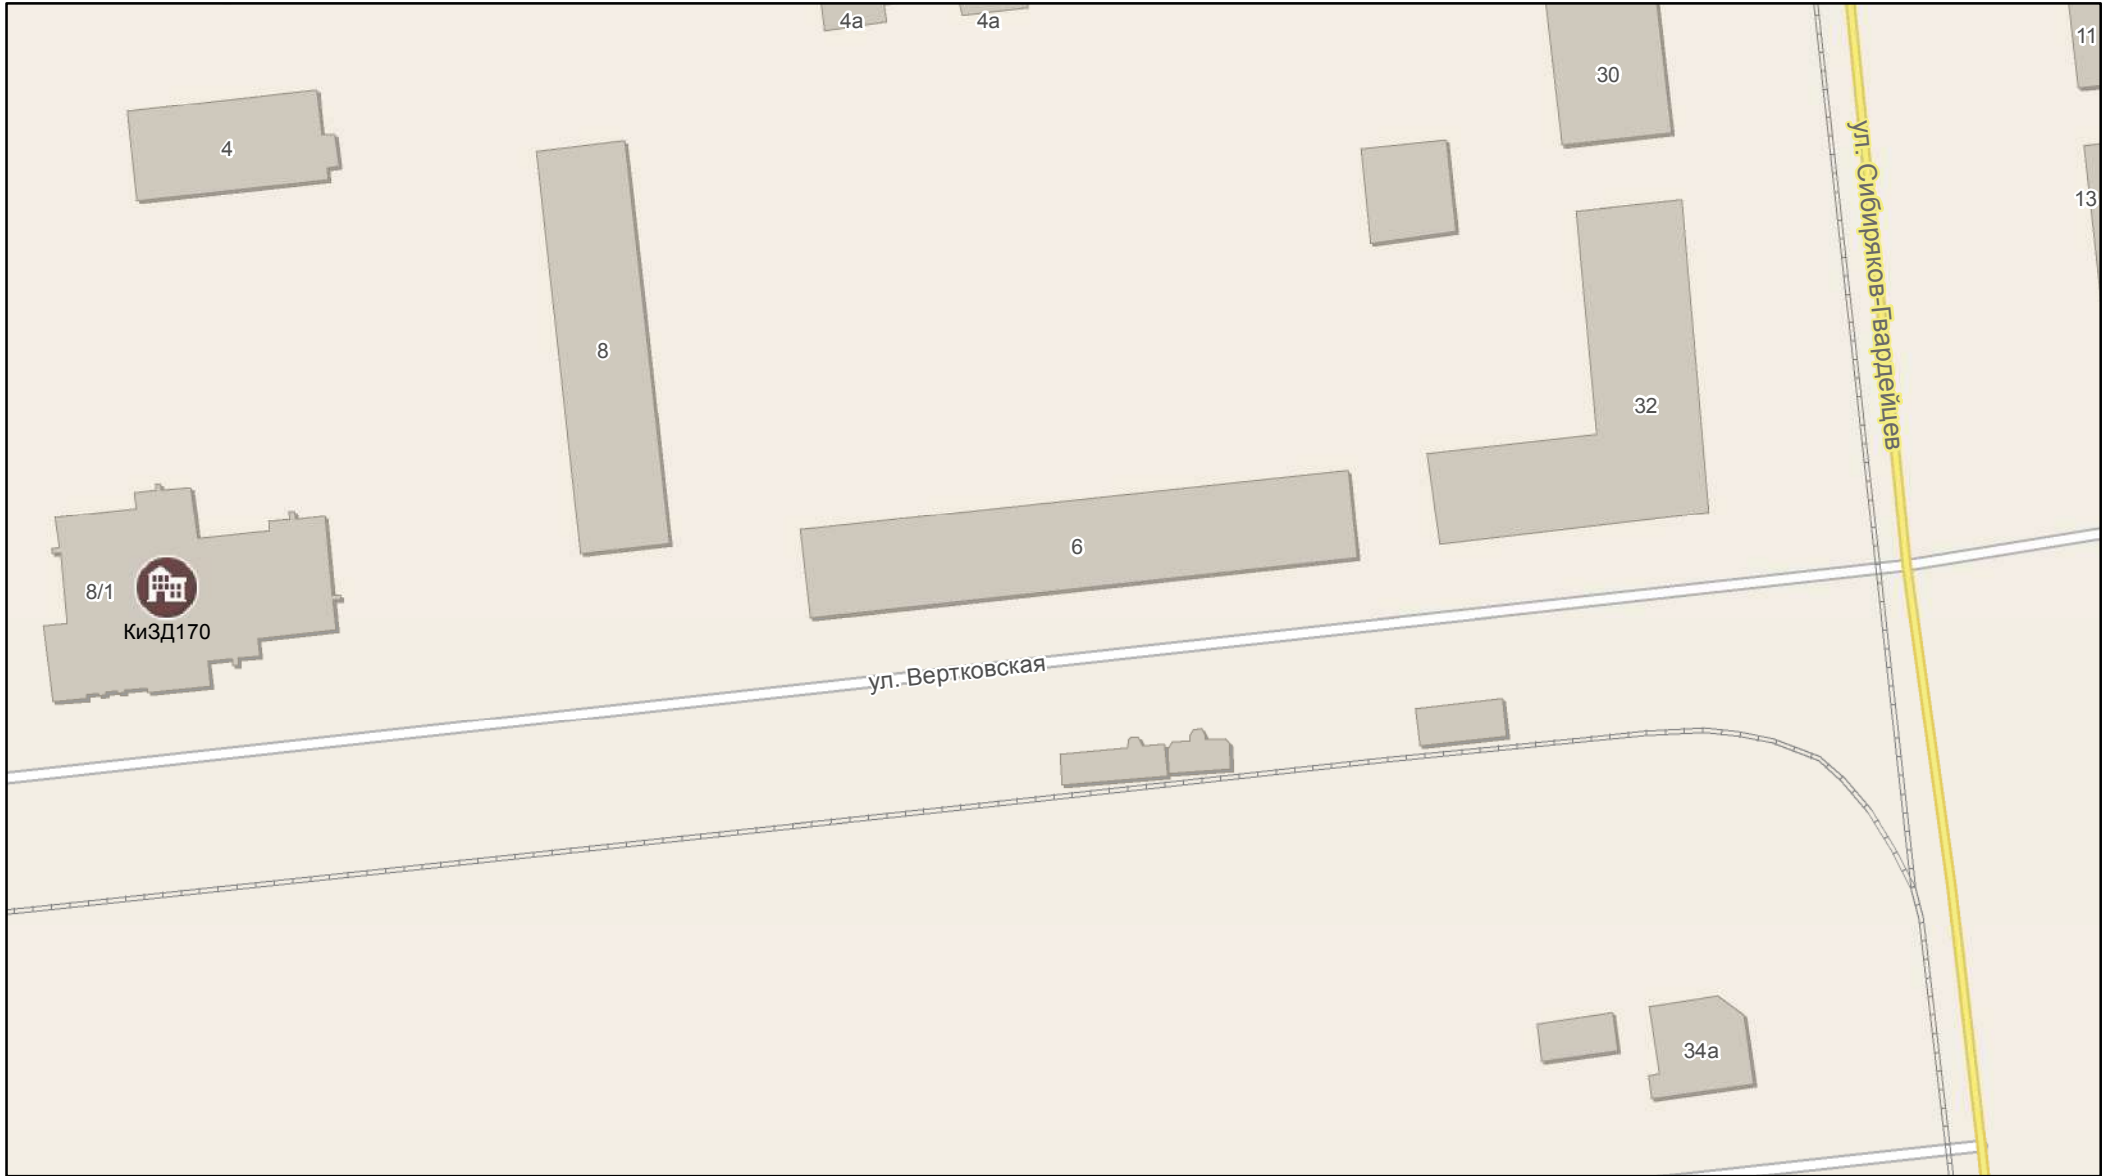 4а
4а
11
30
4
ул. Сибиряков-Гвардейцев
13
8
32
6
8/1
КиЗД170
ул. Вертковская
34а